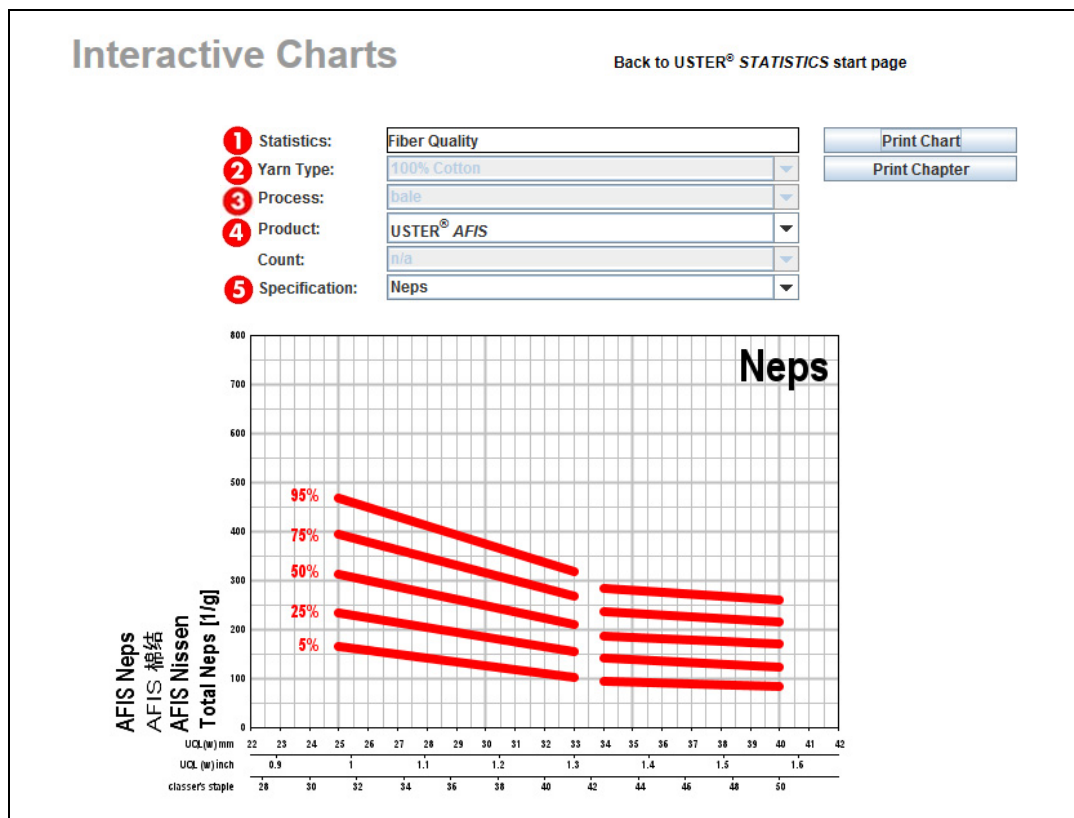 Interactive Charts
Back to USTER® STATISTICS start page
1 Statistics: Fiber Quality Print Chart
2 Yarn Type: 100% Cotton Print Chapter
3 Process: bale
4 Product: USTER® AFIS
Count: n/a
5 Specification: Neps
Neps
800
700
600
500
400
300
200
100
0
95%
75%
50%
25%
5%
AFIS Neps
AFIS 棉结
AFIS Nissen
Total Neps [1/g]
UQL(w) mm 22 23 24 25 26 27 28 29 30 31 32 33 34 35 36 37 38 39 40 41 42
UQL (w) inch 0.9 1 1.1 1.2 1.3 1.4 1.5 1.6
classer's staple 28 30 32 34 36 38 40 42 44 46 48 50